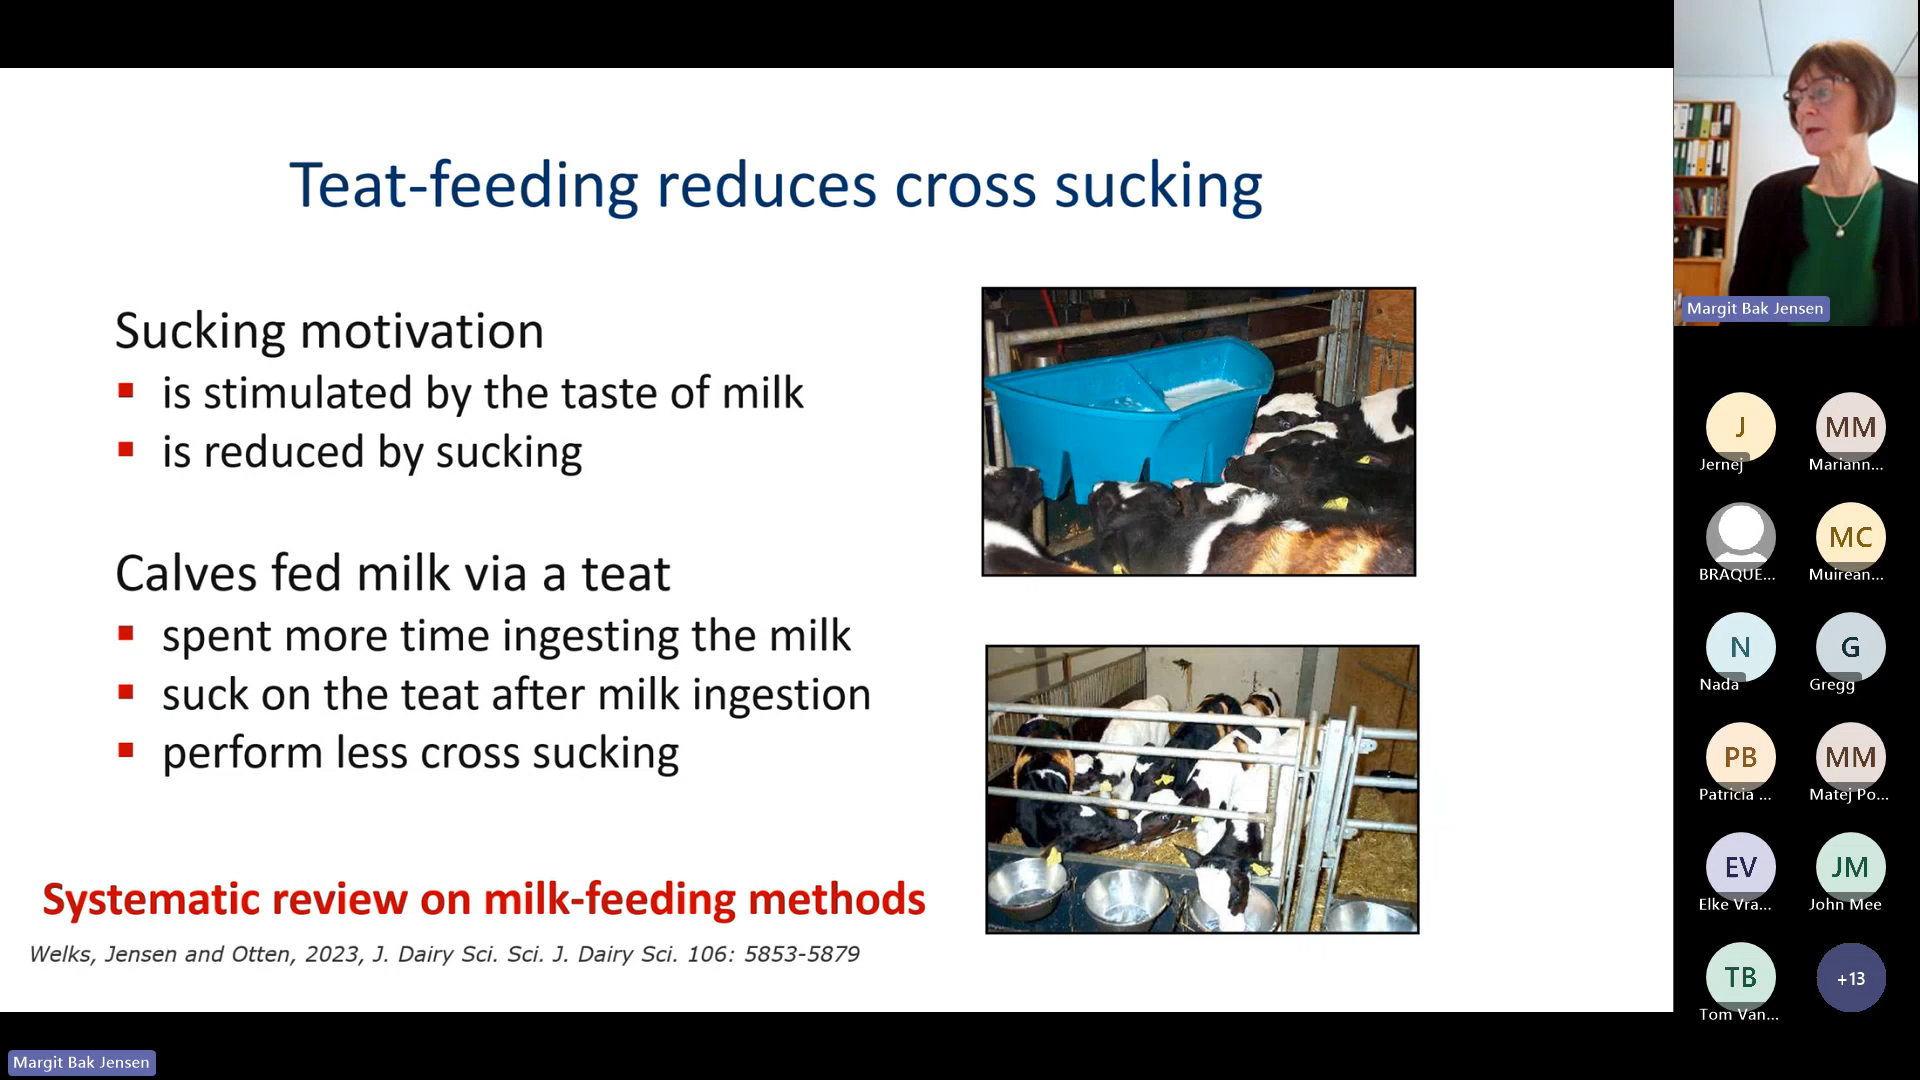 Teat-feeding reduces cross sucking
Sucking motivation
▪ is stimulated by the taste of milk
▪ is reduced by sucking
Calves fed milk via a teat
▪ spent more time ingesting the milk
▪ suck on the teat after milk ingestion
▪ perform less cross sucking
Systematic review on milk-feeding methods
Welks, Jensen and Otten, 2023, J. Dairy Sci. Sci. J. Dairy Sci. 106: 5853-5879
Margit Bak Jensen
Margit Bak Jensen
J
Jernej
MM
Mariann...
BRAQUE...
MC
Muirean...
N
Nada
G
Gregg
PB
Patricia ...
MM
Matej Po...
EV
Elke Vra...
JM
John Mee
TB
Tom Van...
+13